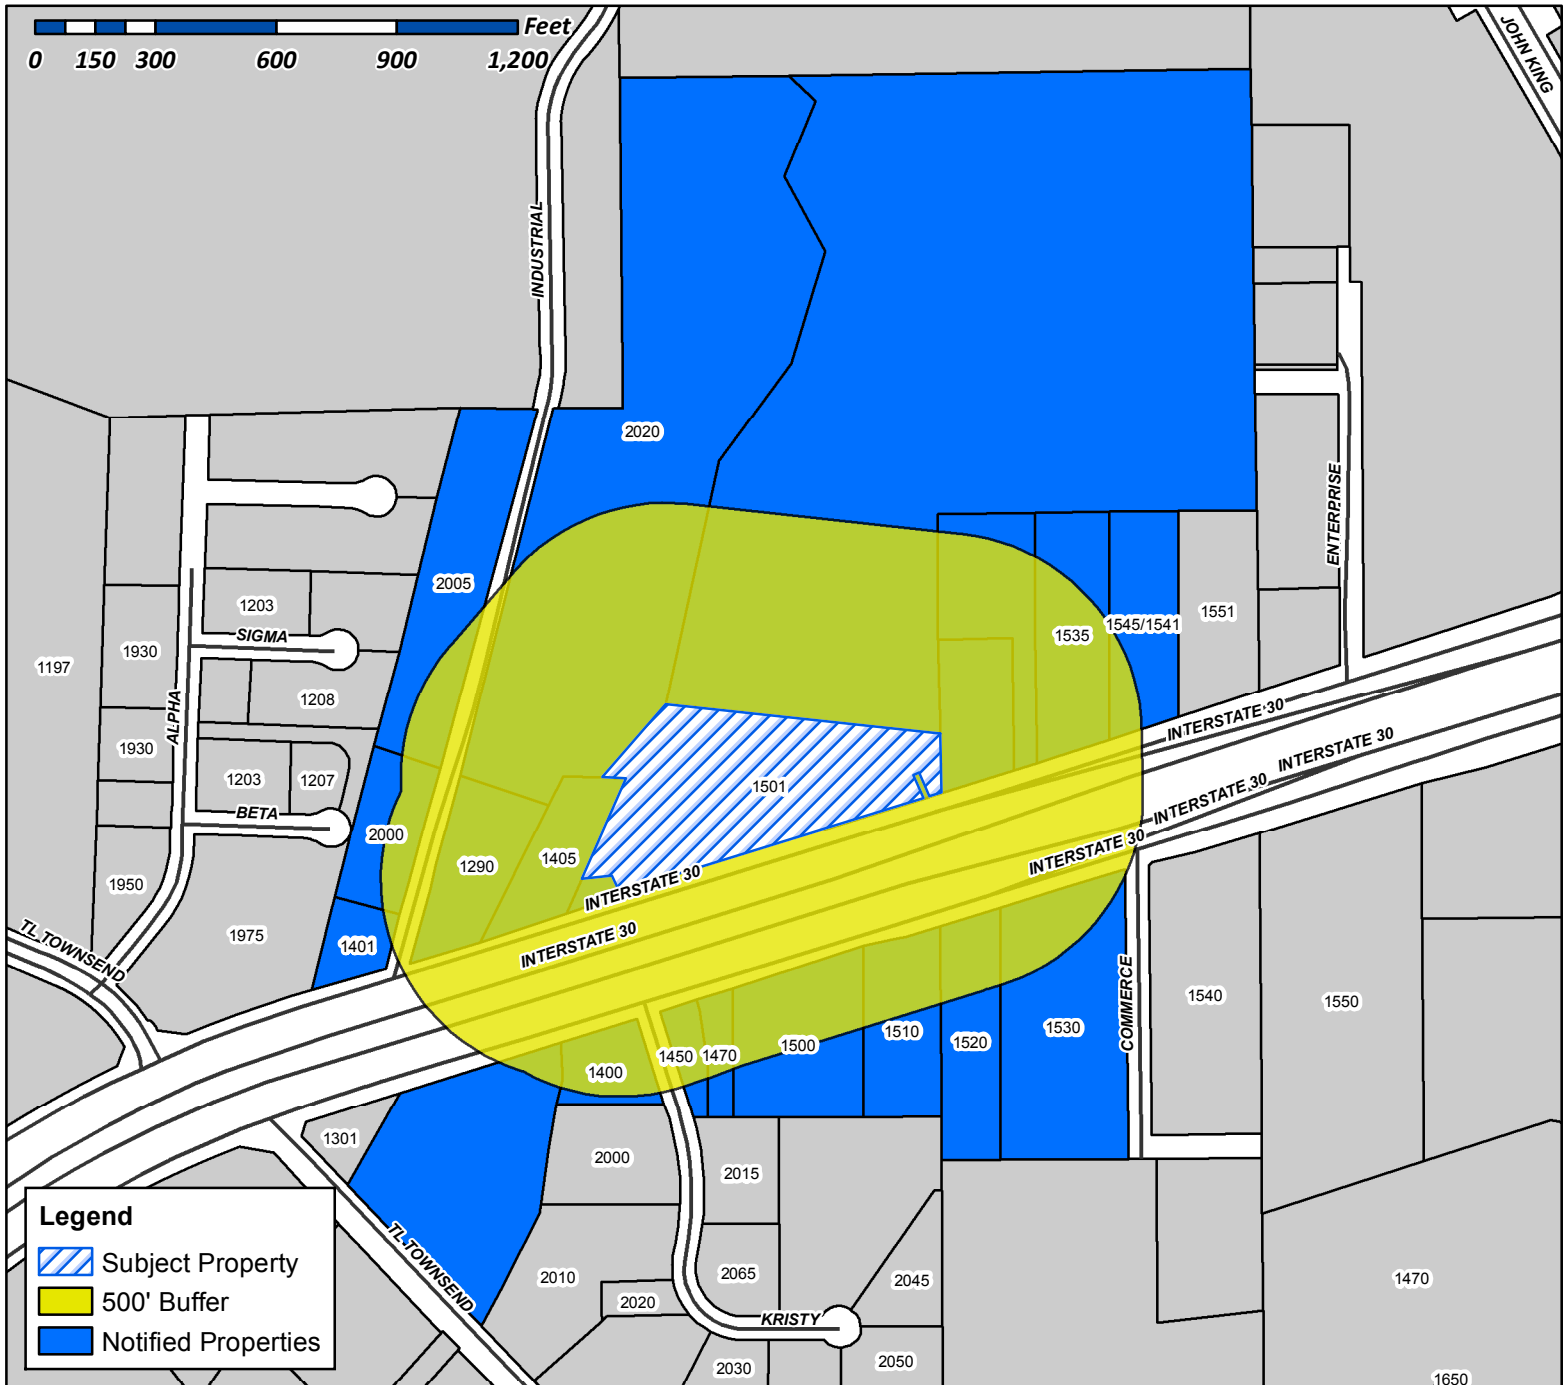 Feet
0 150 300 600 900 1,200
JOHN KING
INDUSTRIAL
2020
ENTERPRISE
2005
1203
1545/1541
1551
1535
SIGMA
1930
1197
1208
ALPHA
INTERSTATE 30
1930
INTERSTATE 30
1203
1207
1501
INTERSTATE 30
BETA
2000
INTERSTATE 30
1405
1290
INTERSTATE 30
1950
TL TOWNSEND
1975
1401
INTERSTATE 30
COMMERCE
1540
1550
1530
1510
1520
1500
1450
1470
1400
1301
2000
2015
TL TOWNSEND
2010
2065
2045
1470
2020
KRISTY
2030
2050
1650
Legend
Subject Property
500' Buffer
Notified Properties